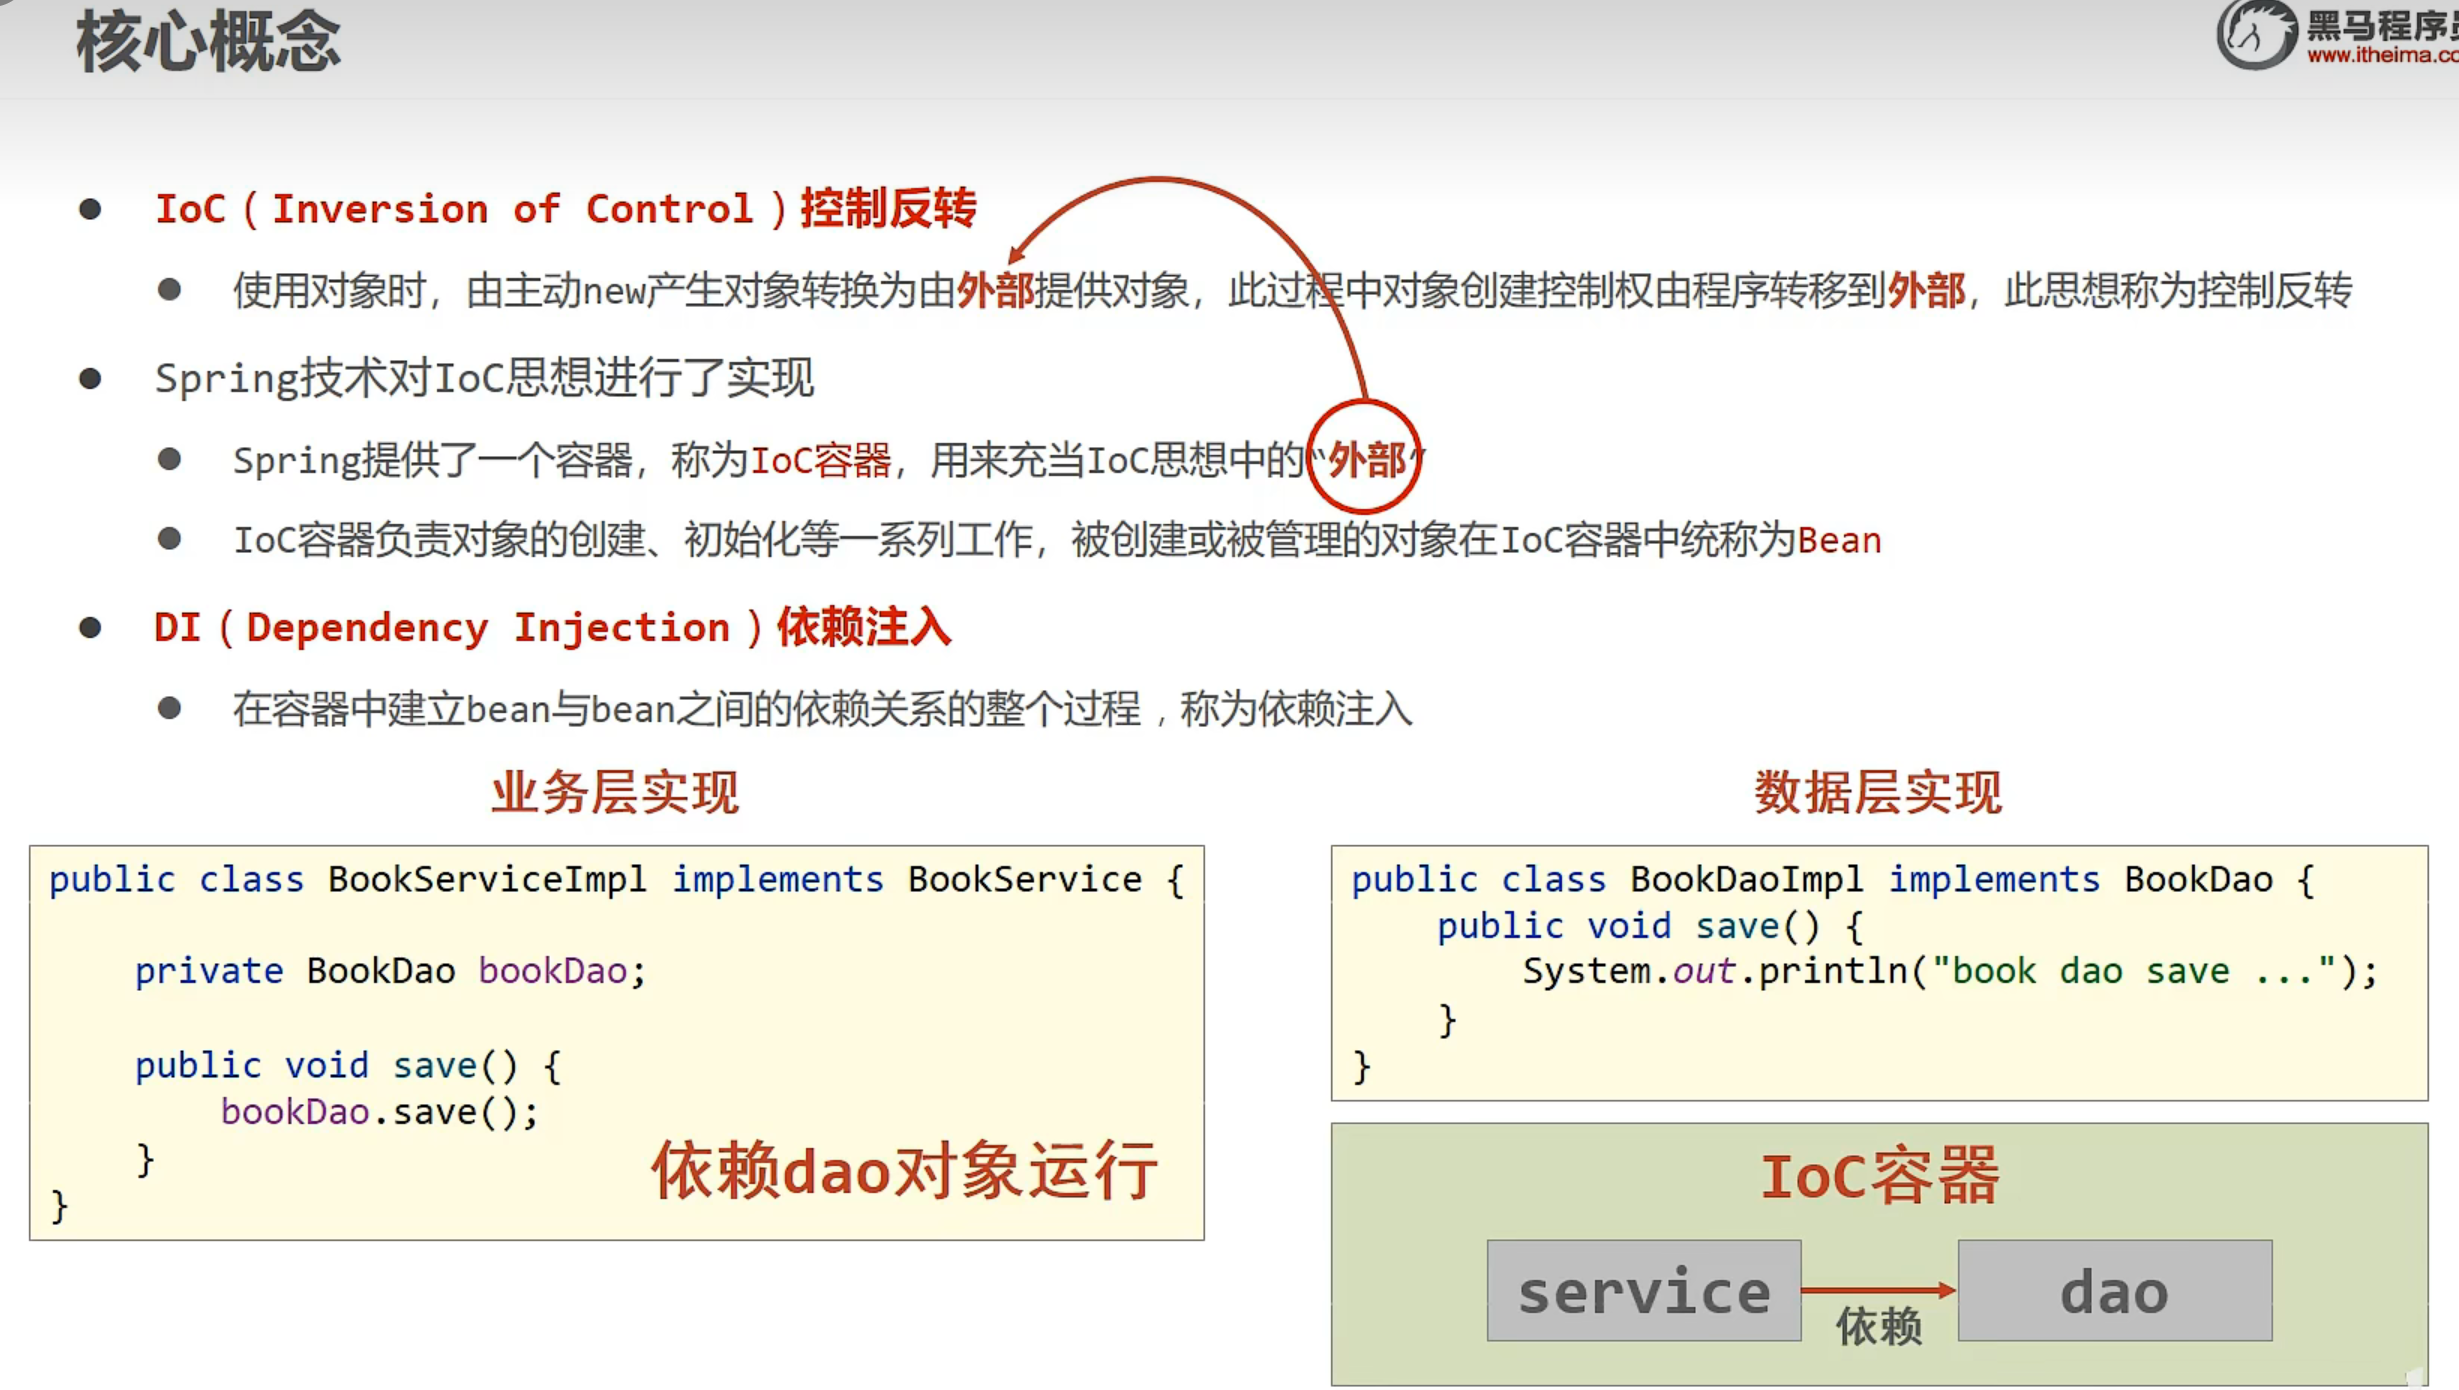 核心概念
黑马程序员
www.itheima.co
IoC（Inversion of Control）控制反转
使用对象时，由主动new产生对象转换为由外部提供对象，此过程中对象创建控制权由程序转移到外部，此思想称为控制反转
Spring技术对IoC思想进行了实现
Spring提供了一个容器，称为IoC容器，用来充当IoC思想中的“外部”
IoC容器负责对象的创建、初始化等一系列工作，被创建或被管理的对象在IoC容器中统称为Bean
DI（Dependency Injection）依赖注入
在容器中建立bean与bean之间的依赖关系的整个过程，称为依赖注入
业务层实现
public class BookServiceImpl implements BookService {
private BookDao bookDao;
public void save() {
bookDao.save();
}
}
依赖dao对象运行
数据层实现
public class BookDaoImpl implements BookDao {
public void save() {
System.out.println("book dao save ...");
}
}
IoC容器
service
依赖
dao